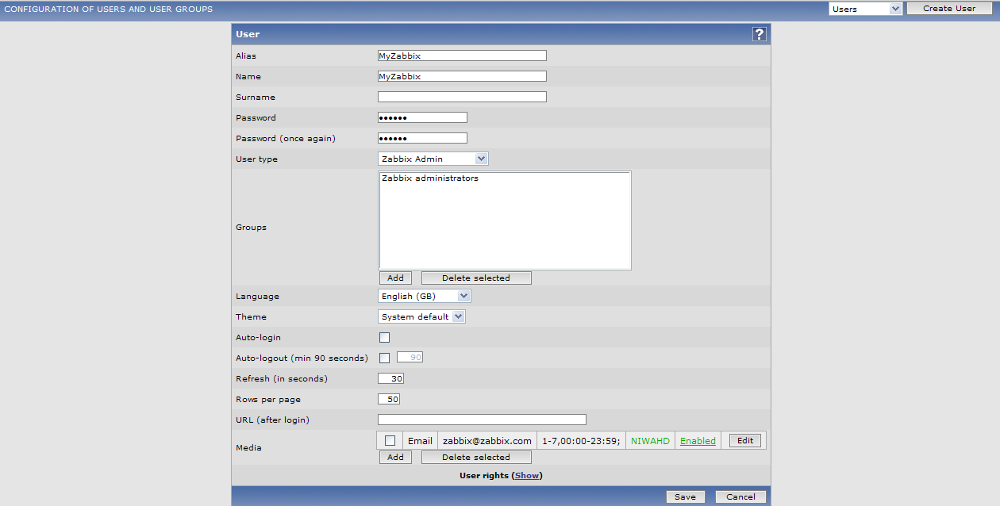 CONFIGURATION OF USERS AND USER GROUPS Users Create User
User ?
Alias MyZabbix
Name MyZabbix
Surname
Password ••••••
Password (once again) ••••••
User type Zabbix Admin
Zabbix administrators
Groups
Add Delete selected
Language English (GB)
Theme System default
Auto-login
Auto-logout (min 90 seconds) 90
Refresh (in seconds) 30
Rows per page 50
URL (after login)
Media Email zabbix@zabbix.com 1-7,00:00-23:59; NIWAHD Enabled Edit
Add Delete selected
User rights (Show)
Save Cancel